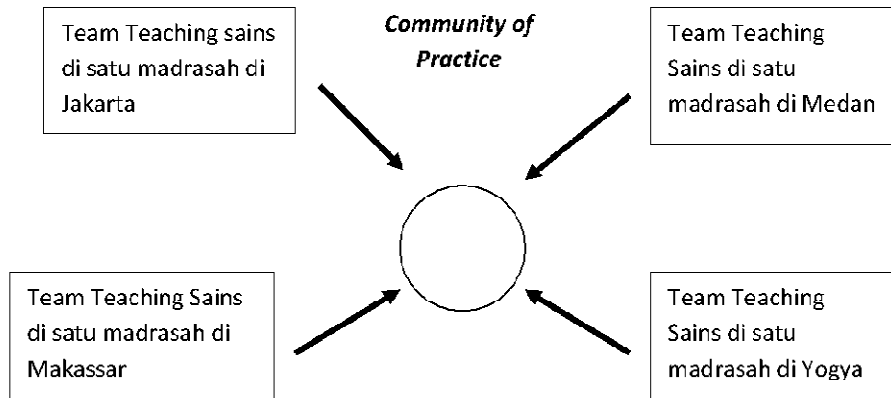 Team Teaching sains
di satu madrasah di
Jakarta
Community of
Practice
Team Teaching
Sains di satu
madrasah di Medan
Team Teaching Sains
di satu madrasah di
Makassar
Team Teaching
Sains di satu
madrasah di Yogya